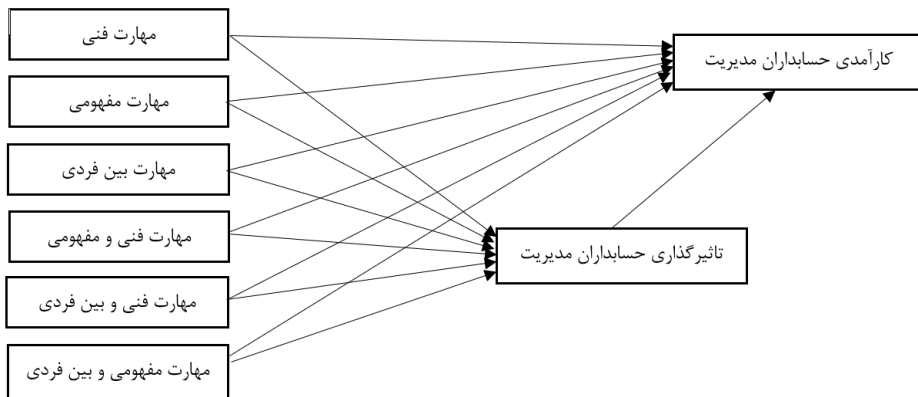 مهارت فنی
مهارت مفهومی
مهارت بین فردی
مهارت فنی و مفهومی
مهارت فنی و بین فردی
مهارت مفهومی و بین فردی
کارآمدی حسابداران مدیریت
تاثیرگذاری حسابداران مدیریت